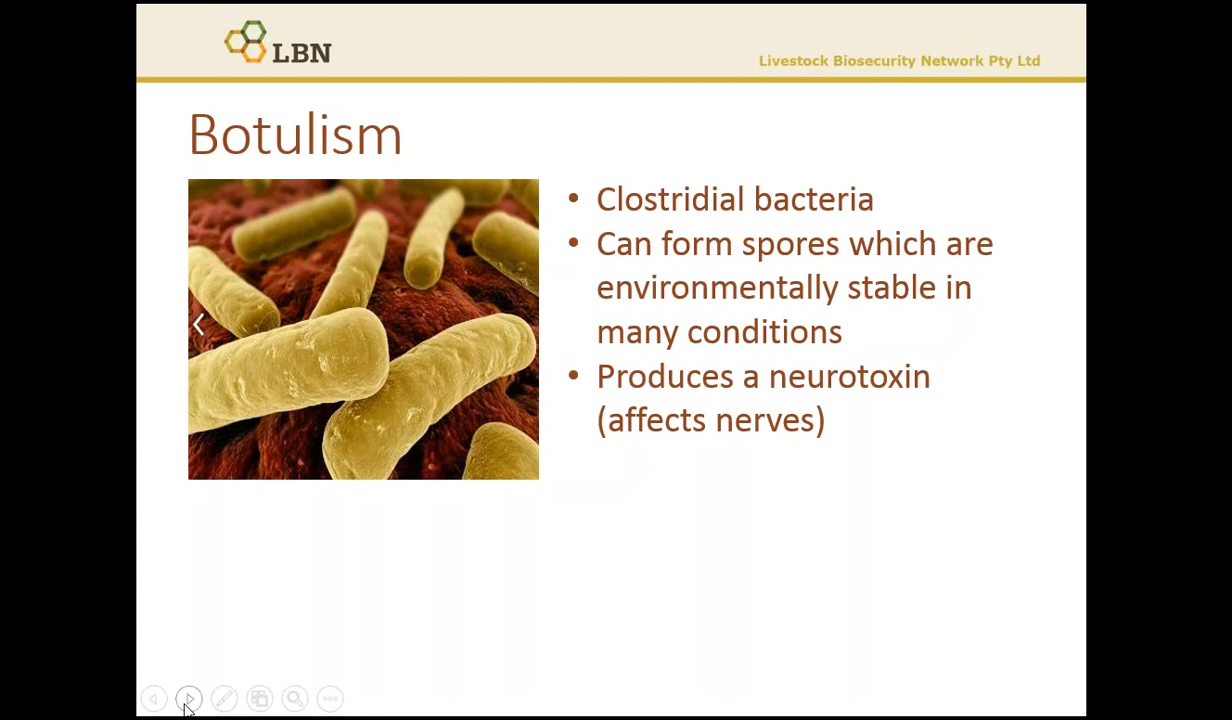 LBN
Livestock Biosecurity Network Pty Ltd
Botulism
• Clostridial bacteria
• Can form spores which are
environmentally stable in
many conditions
• Produces a neurotoxin
(affects nerves)